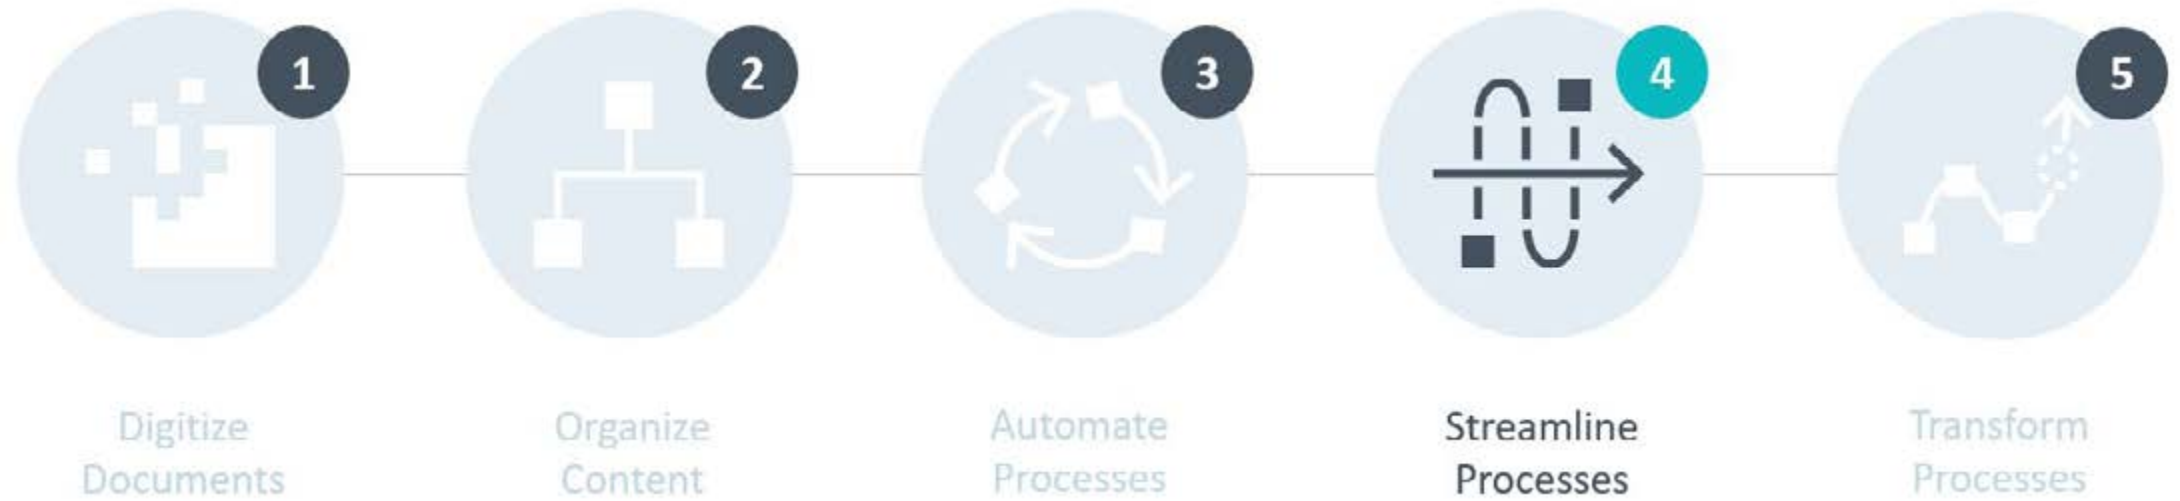 1
2
3
4
5
Digitize
Documents
Organize
Content
Automate
Processes
Streamline
Processes
Transform
Processes